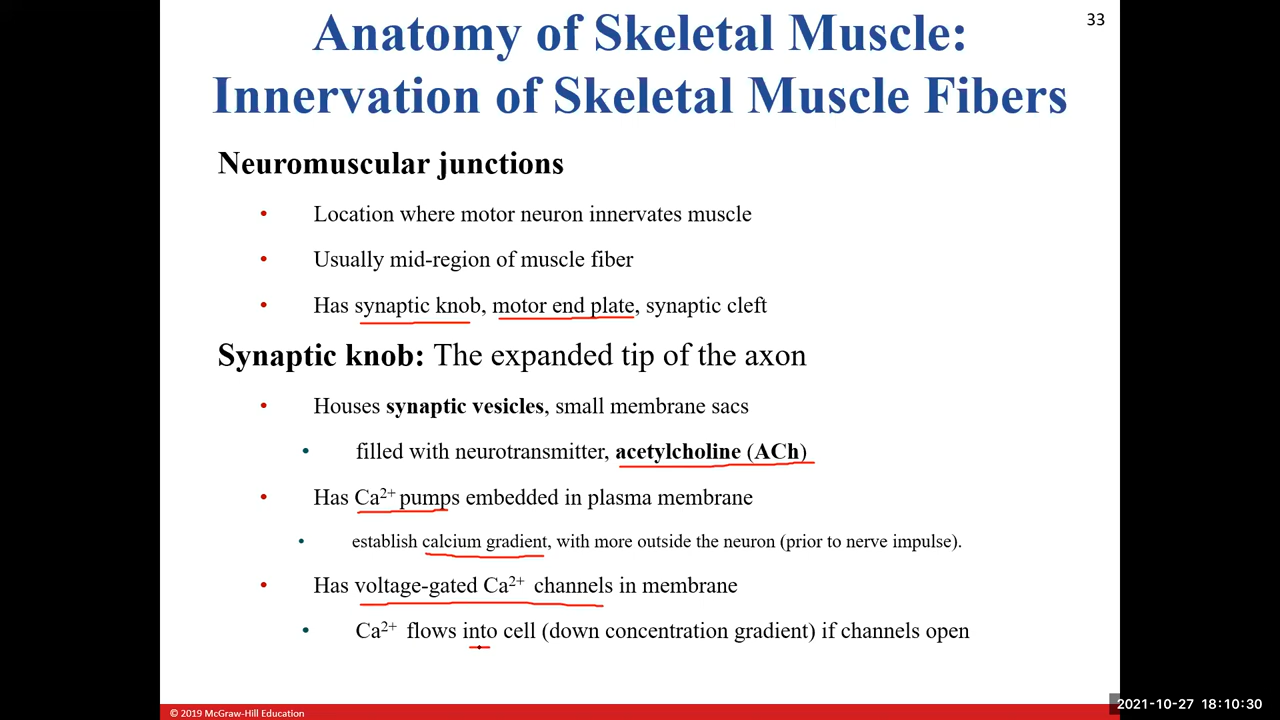 33
Anatomy of Skeletal Muscle:
Innervation of Skeletal Muscle Fibers
Neuromuscular junctions
• Location where motor neuron innervates muscle
• Usually mid-region of muscle fiber
• Has synaptic knob, motor end plate, synaptic cleft
Synaptic knob: The expanded tip of the axon
• Houses synaptic vesicles, small membrane sacs
• filled with neurotransmitter, acetylcholine (ACh)
• Has Ca²⁺ pumps embedded in plasma membrane
• establish calcium gradient, with more outside the neuron (prior to nerve impulse).
• Has voltage-gated Ca²⁺ channels in membrane
• Ca²⁺ flows into cell (down concentration gradient) if channels open
© 2019 McGraw-Hill Education
2021-10-27 18:10:30